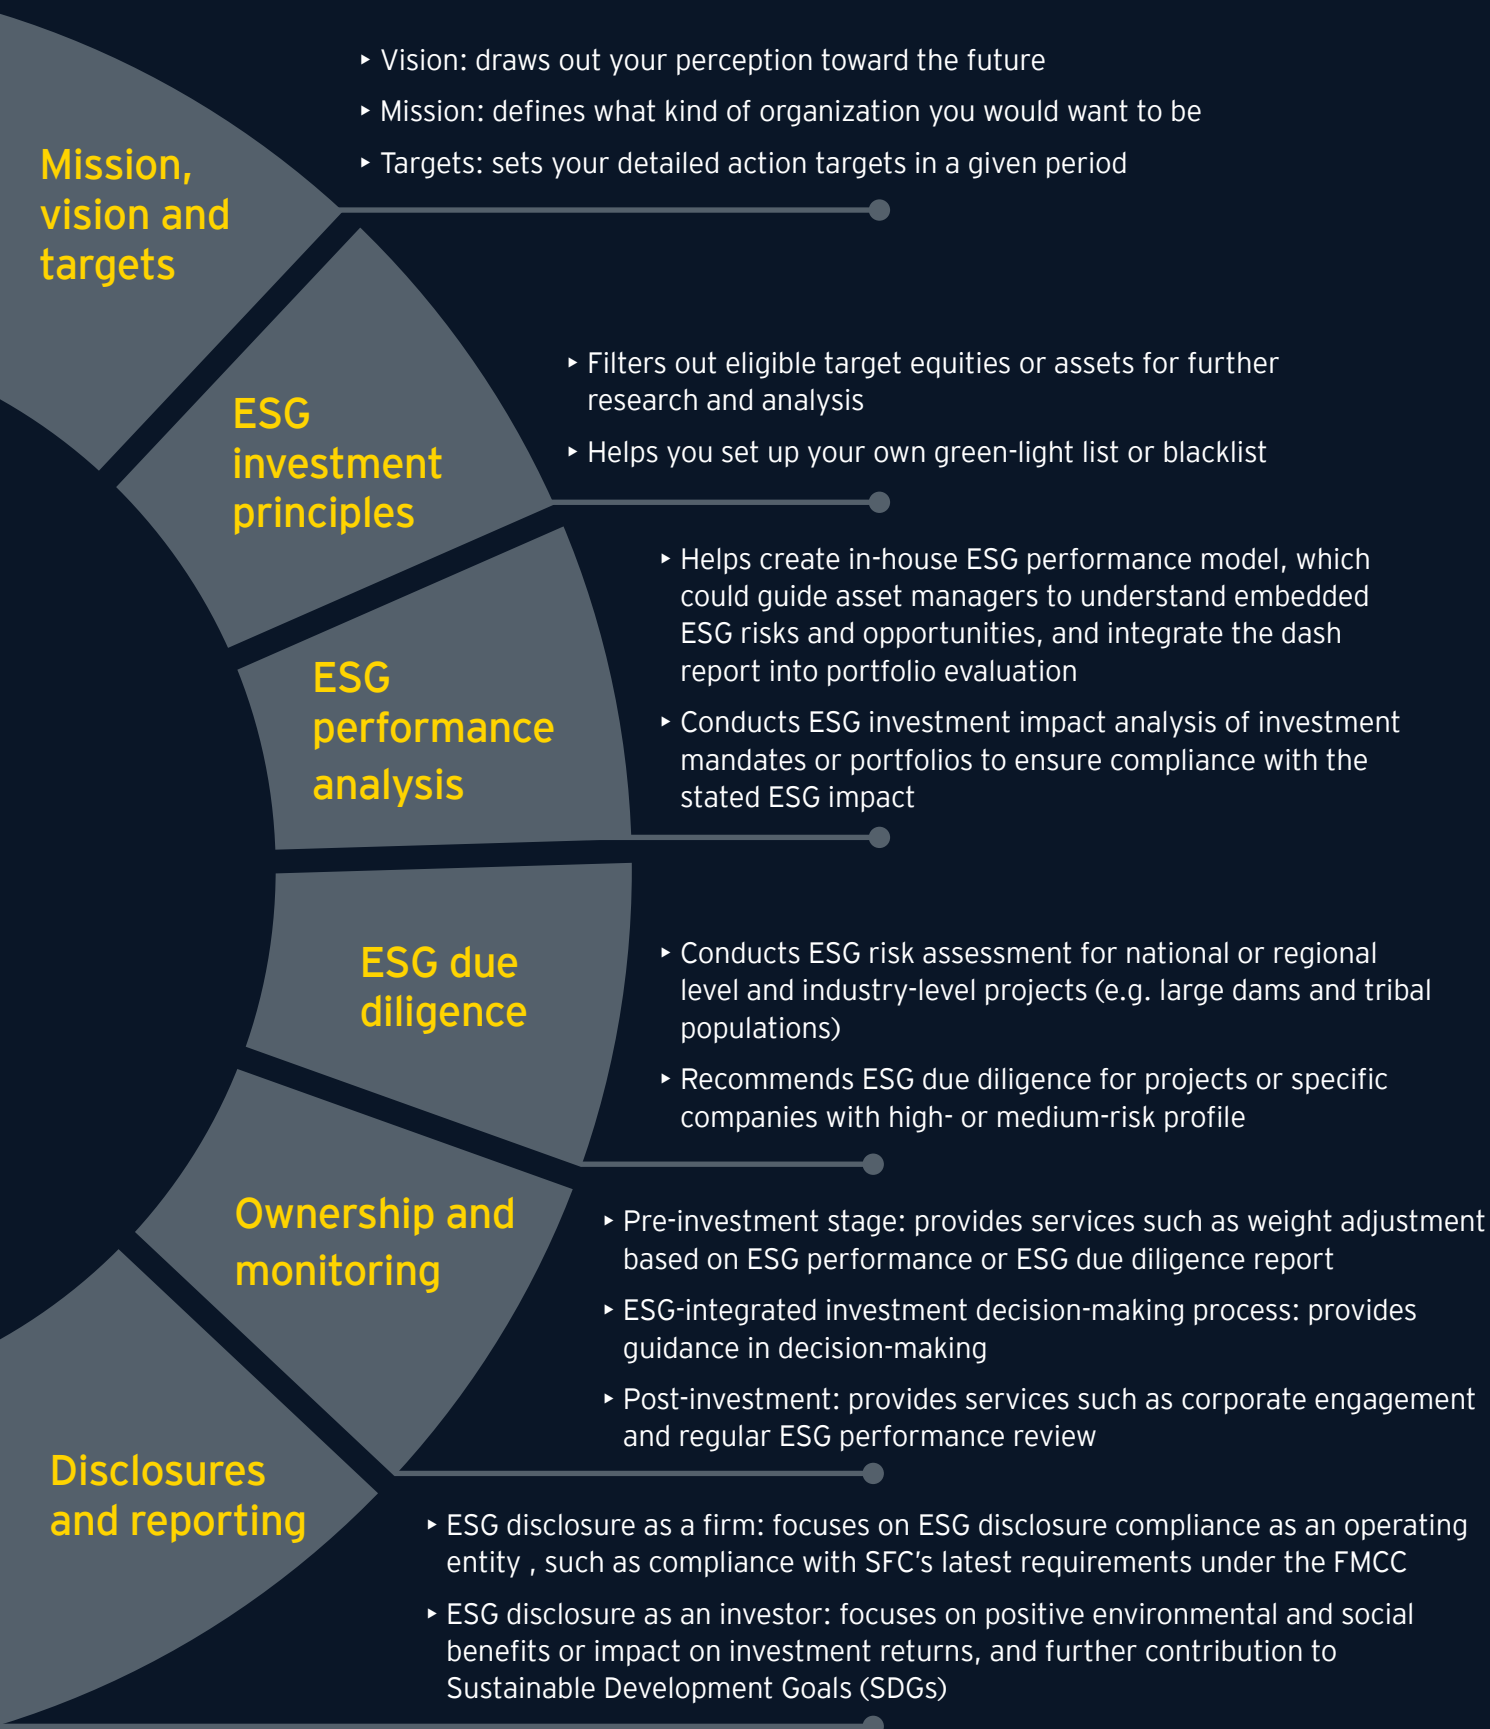 ▸ Vision: draws out your perception toward the future
▸ Mission: defines what kind of organization you would want to be
▸ Targets: sets your detailed action targets in a given period
Mission,
vision and
targets
▸ Filters out eligible target equities or assets for further
research and analysis
▸ Helps you set up your own green-light list or blacklist
ESG
investment
principles
▸ Helps create in-house ESG performance model, which
could guide asset managers to understand embedded
ESG risks and opportunities, and integrate the dash
report into portfolio evaluation
▸ Conducts ESG investment impact analysis of investment
mandates or portfolios to ensure compliance with the
stated ESG impact
ESG
performance
analysis
▸ Conducts ESG risk assessment for national or regional
level and industry-level projects (e.g. large dams and tribal
populations)
▸ Recommends ESG due diligence for projects or specific
companies with high- or medium-risk profile
ESG due
diligence
▸ Pre-investment stage: provides services such as weight adjustment
based on ESG performance or ESG due diligence report
▸ ESG-integrated investment decision-making process: provides
guidance in decision-making
▸ Post-investment: provides services such as corporate engagement
and regular ESG performance review
Ownership and
monitoring
▸ ESG disclosure as a firm: focuses on ESG disclosure compliance as an operating
entity , such as compliance with SFC’s latest requirements under the FMCC
▸ ESG disclosure as an investor: focuses on positive environmental and social
benefits or impact on investment returns, and further contribution to
Sustainable Development Goals (SDGs)
Disclosures
and reporting